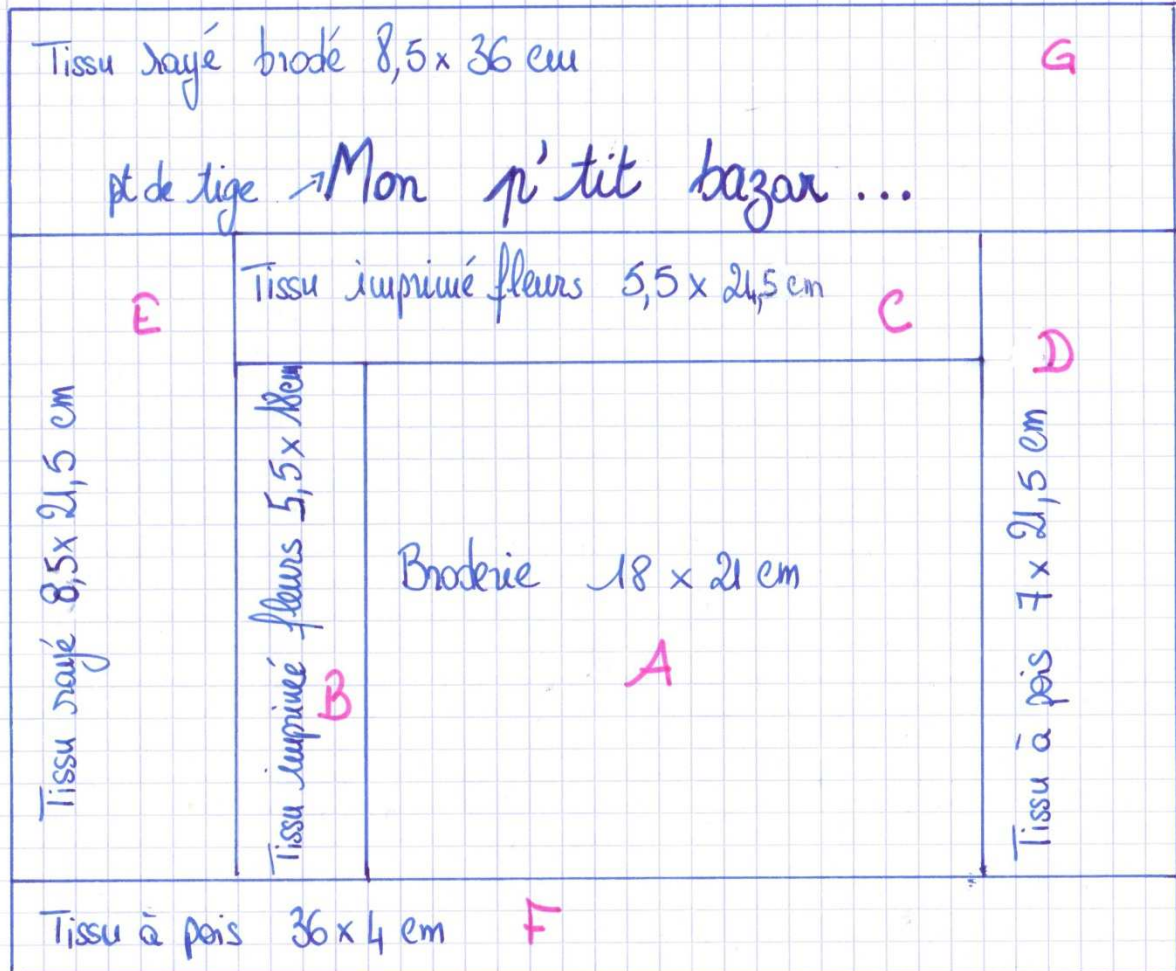 Tissu rayé brodé 8,5 x 36 cm
G
pt de tige → Mon p'tit bazar ...
Tissu imprimé fleurs 5,5 x 24,5 cm
C
E
D
Tissu rayé 8,5 x 21,5 cm
Tissu imprimé fleurs 5,5 x 18 cm
B
Broderie 18 x 21 cm
A
Tissu à pois 7 x 21,5 cm
Tissu à pois 36 x 4 cm
F